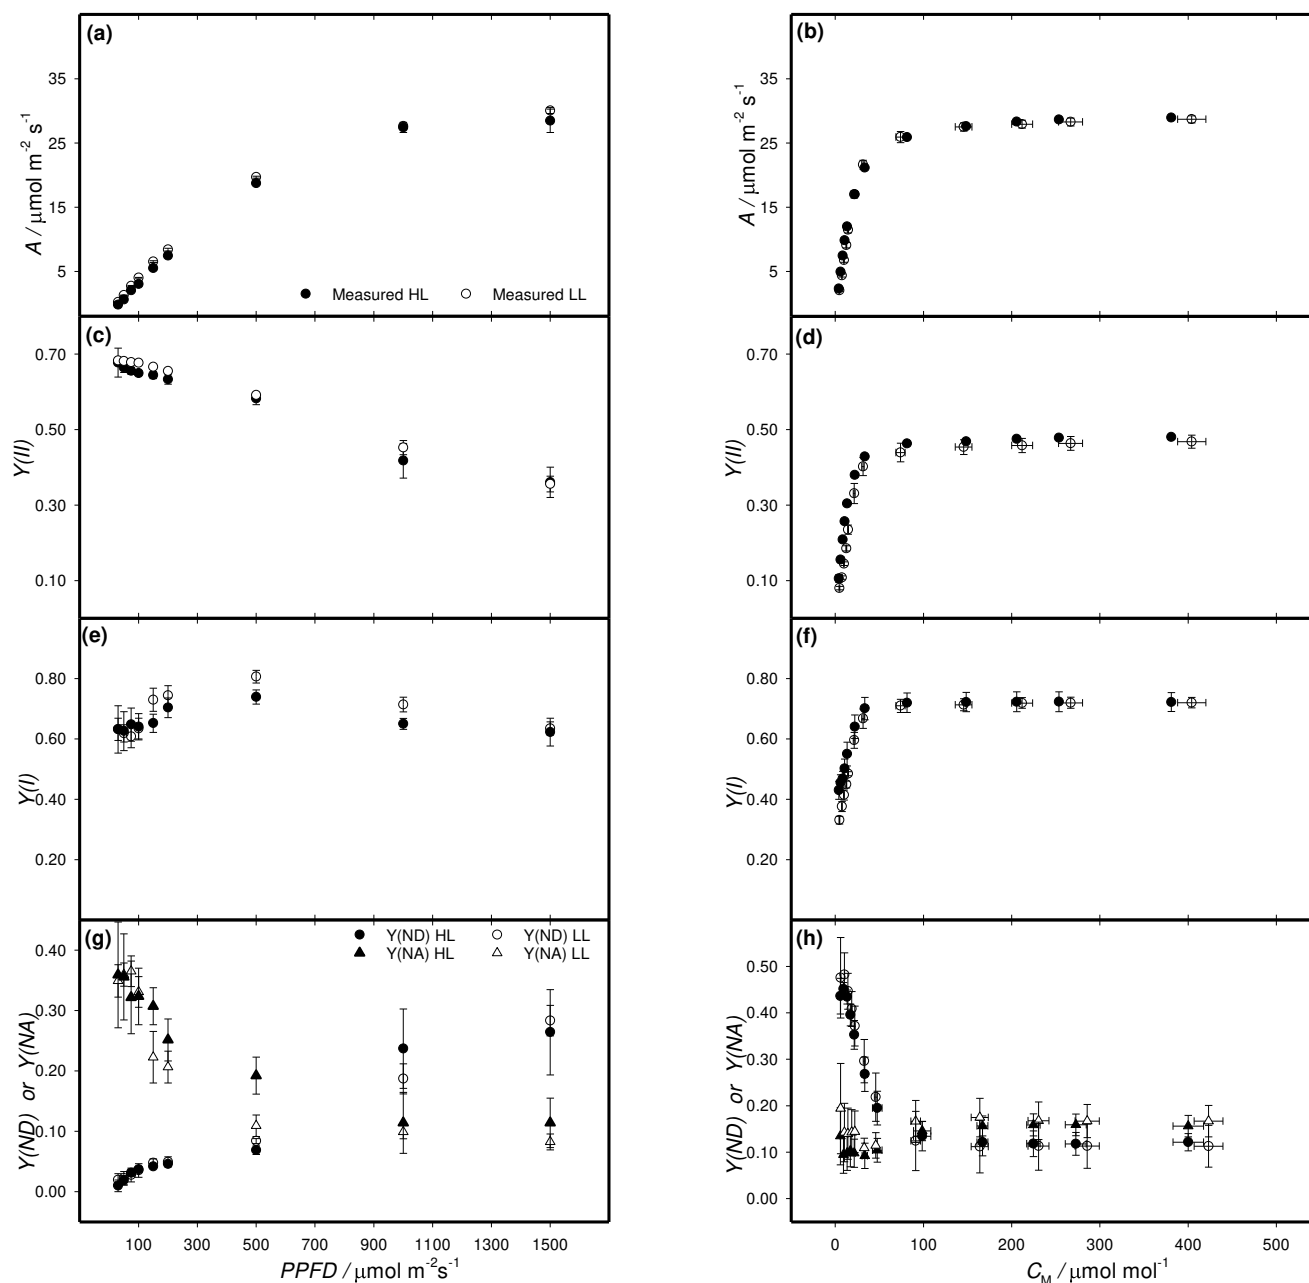 (a)
35
25
15
5
A / μmol m-2 s-1
Measured HL
Measured LL
(b)
35
25
15
5
A / μmol m-2 s-1
(c)
0.70
0.50
0.30
0.10
Y(II)
(d)
0.70
0.50
0.30
0.10
Y(II)
(e)
0.80
0.60
0.40
0.20
Y(I)
(f)
0.80
0.60
0.40
0.20
Y(I)
(g)
Y(ND) HL
Y(ND) LL
Y(NA) HL
Y(NA) LL
0.40
0.30
0.20
0.10
0.00
Y(ND) or Y(NA)
100 300 500 700 900 1100 1300 1500
PPFD / μmol m-2s-1
(h)
0.50
0.40
0.30
0.20
0.10
0.00
Y(ND) or Y(NA)
0 100 200 300 400 500
CM / μmol mol-1